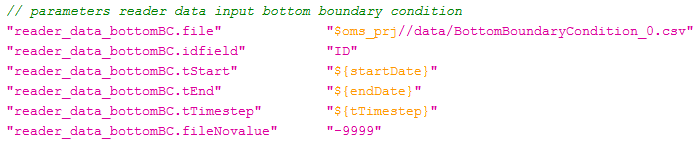 // parameters reader data input bottom boundary condition
"reader_data_bottomBC.file" "$oms_prj//data/BottomBoundaryCondition_0.csv"
"reader_data_bottomBC.idfield" "ID"
"reader_data_bottomBC.tStart" "${startDate}"
"reader_data_bottomBC.tEnd" "${endDate}"
"reader_data_bottomBC.tTimestep" "${tTimestep}"
"reader_data_bottomBC.fileNovalue" "-9999"